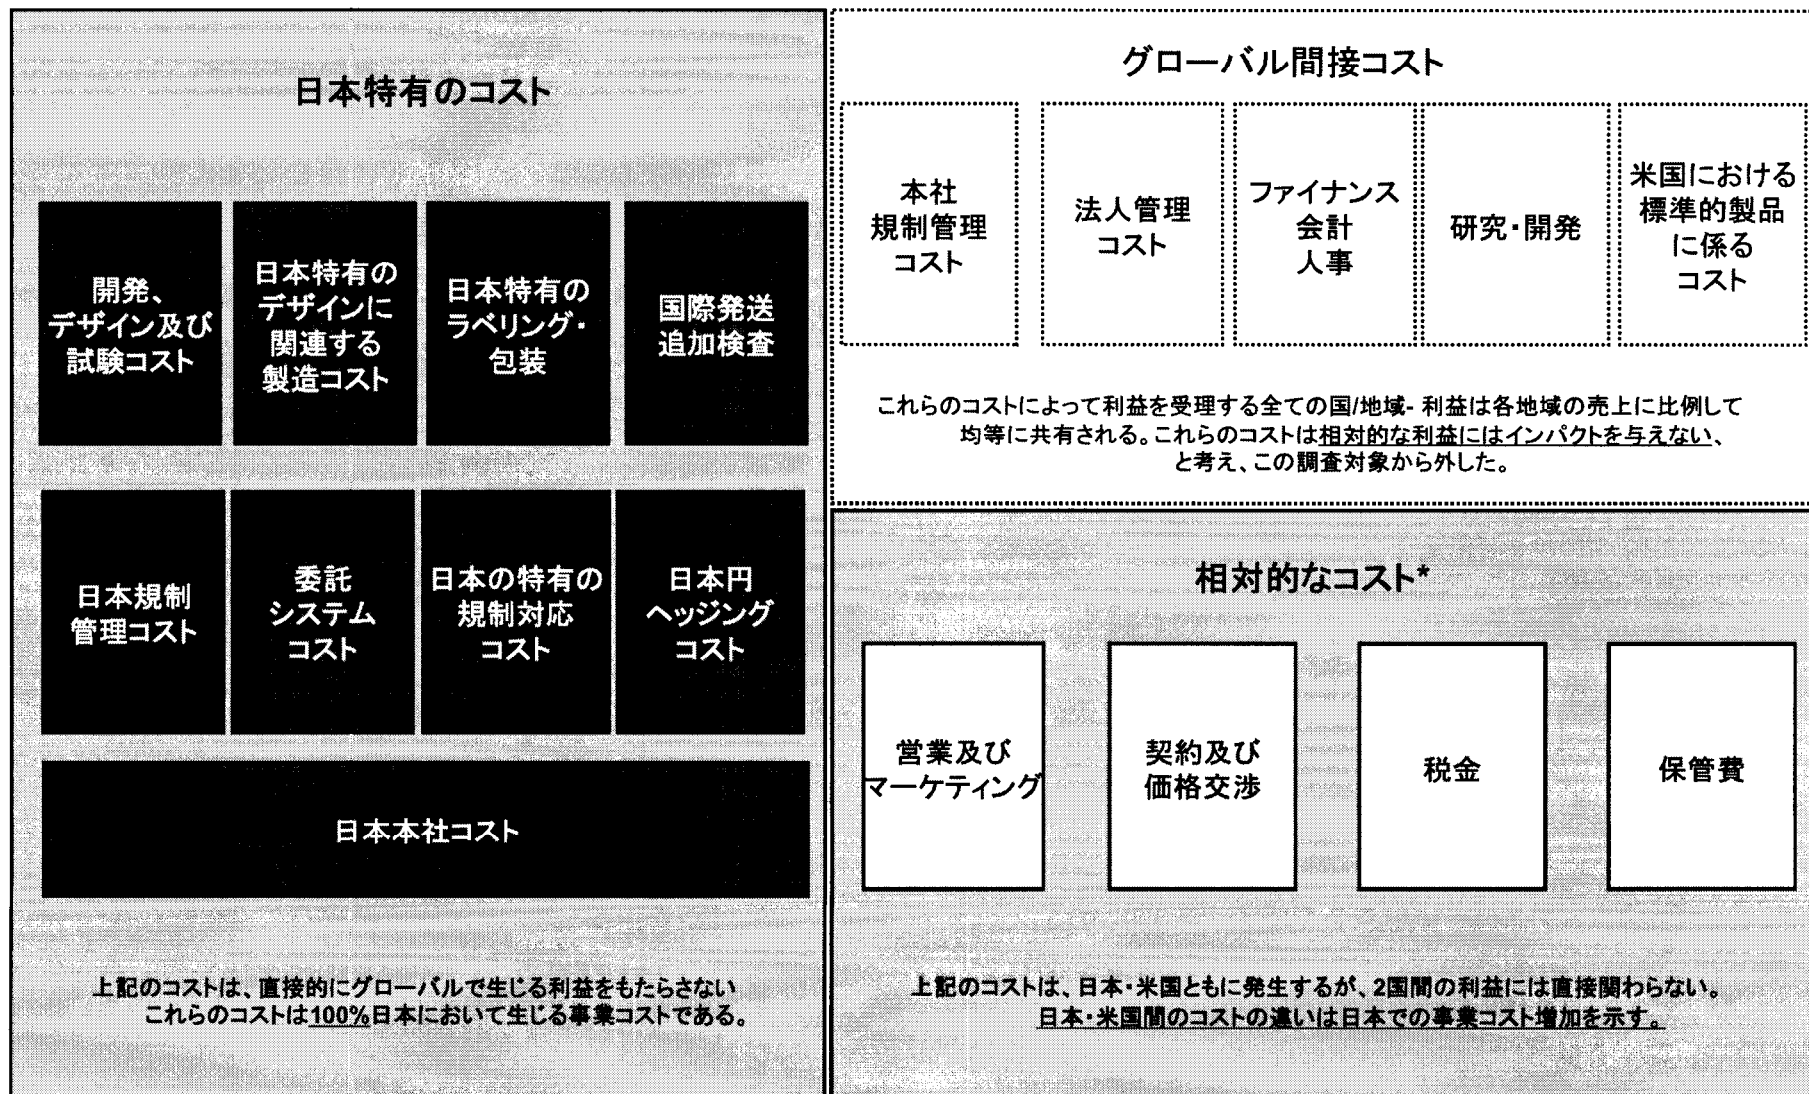 日本特有のコスト
開発、
デザイン及び
試験コスト
日本特有の
デザインに
関連する
製造コスト
日本特有の
ラベリング・
包装
国際発送
追加検査
日本規制
管理コスト
委託
システム
コスト
日本の特有の
規制対応
コスト
日本円
ヘッジング
コスト
日本本社コスト
上記のコストは、直接的にグローバルで生じる利益をもたらさない
これらのコストは100%日本において生じる事業コストである。
グローバル間接コスト
本社
規制管理
コスト
法人管理
コスト
ファイナンス
会計
人事
研究・開発
米国における
標準的製品
に係る
コスト
これらのコストによって利益を受理する全ての国/地域- 利益は各地域の売上に比例して
均等に共有される。これらのコストは相対的な利益にはインパクトを与えない、
と考え、この調査対象から外した。
相対的なコスト*
営業及び
マーケティング
契約及び
価格交渉
税金
保管費
上記のコストは、日本・米国ともに発生するが、2国間の利益には直接関わらない。
日本・米国間のコストの違いは日本での事業コスト増加を示す。